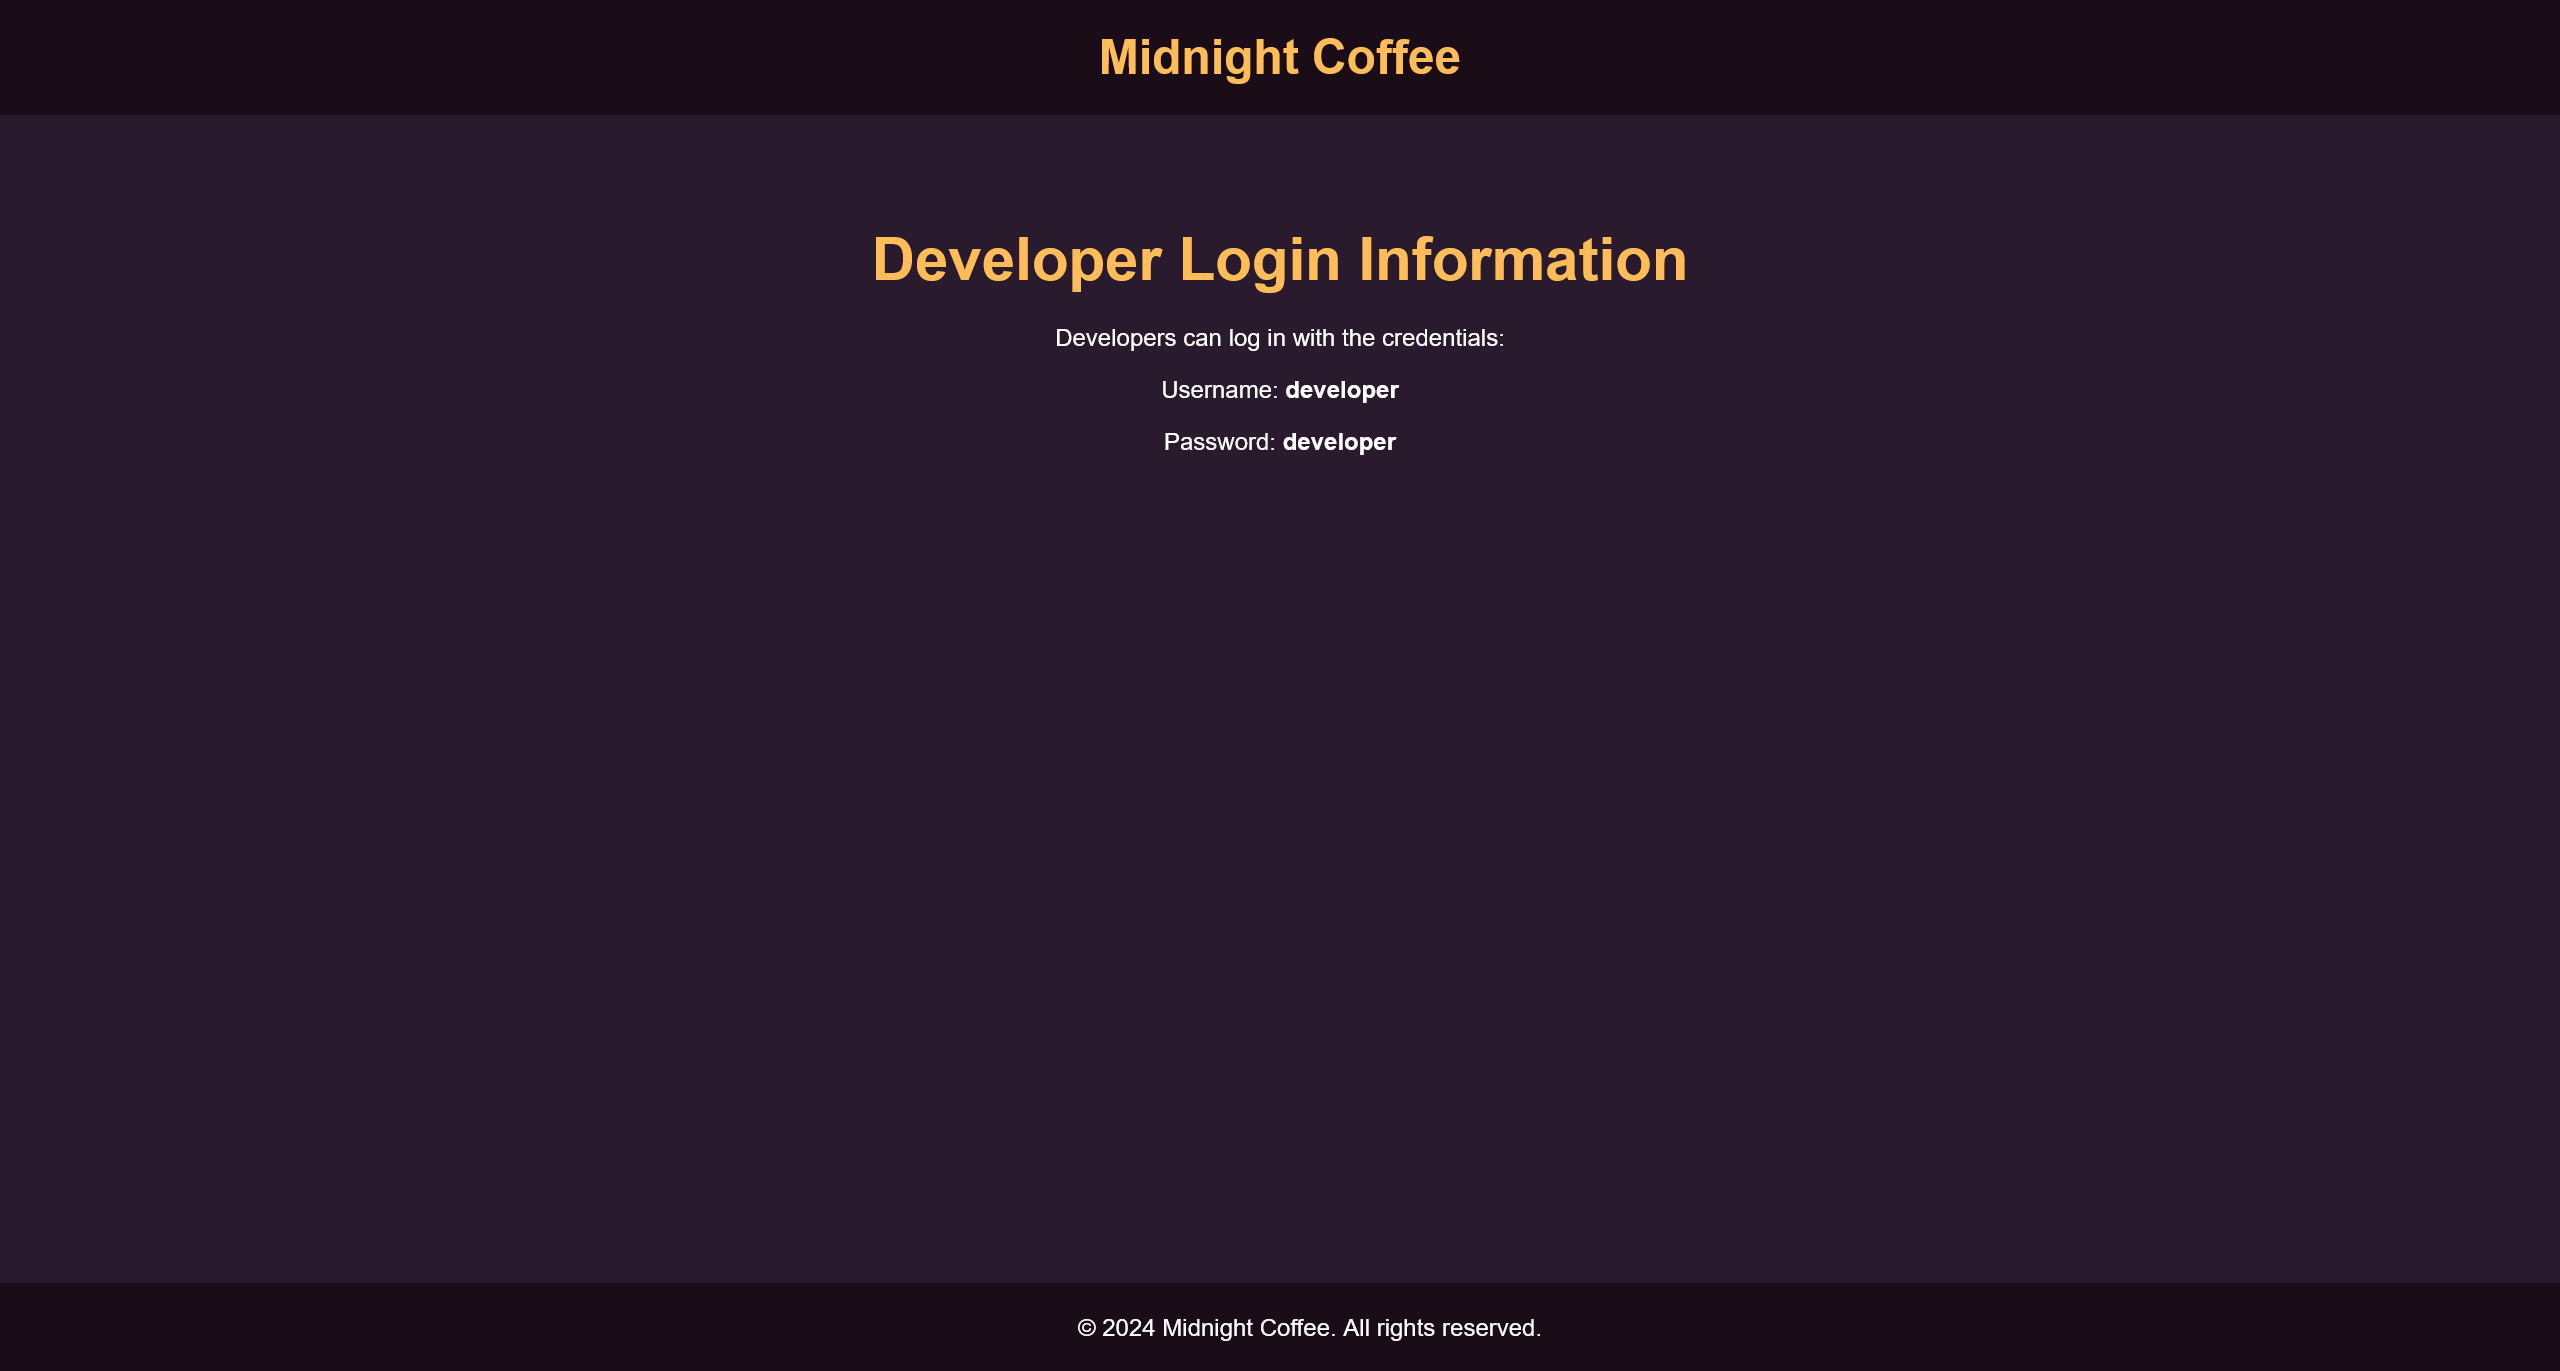 Midnight Coffee
Developer Login Information
Developers can log in with the credentials:
Username: developer
Password: developer
© 2024 Midnight Coffee. All rights reserved.